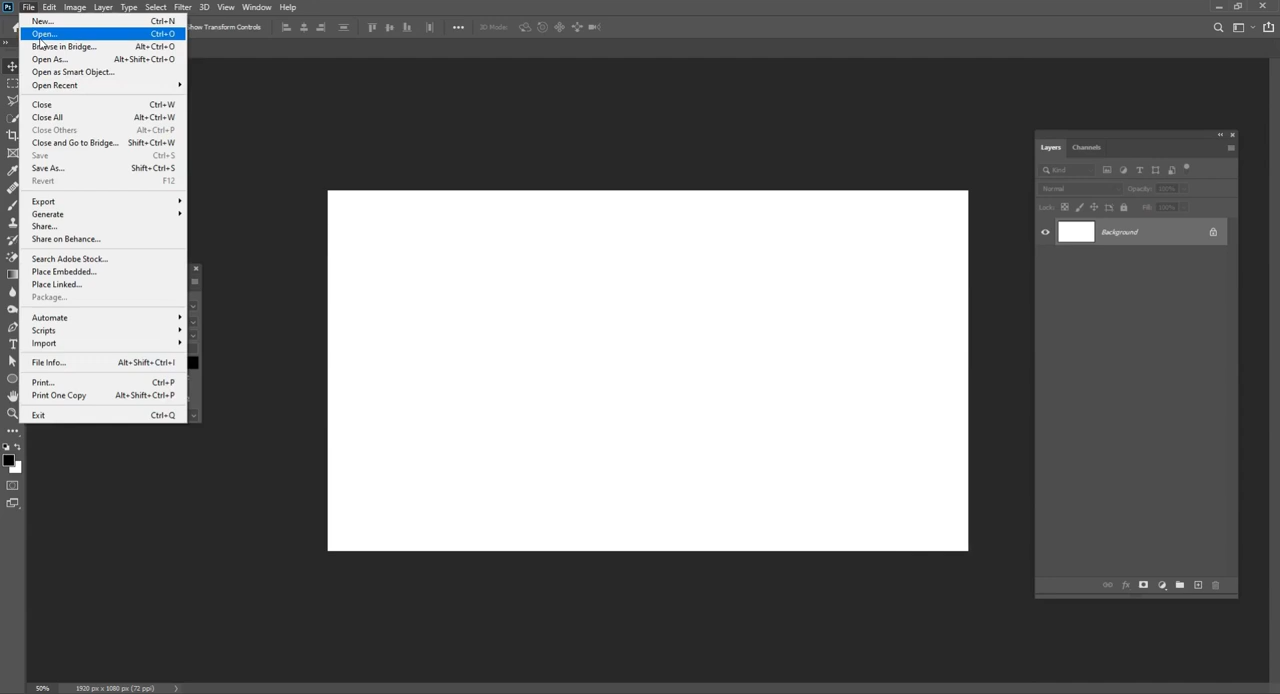 Ps File Edit Image Layer Type Select Filter 3D View Window Help
New... Ctrl+N
how Transform Controls
3D Mode:
Open... Ctrl+O
Browse in Bridge... Alt+Ctrl+O
Open As... Alt+Shift+Ctrl+O
Open as Smart Object...
Open Recent
Close Ctrl+W
Close All Alt+Ctrl+W
Close Others Alt+Ctrl+P
Close and Go to Bridge... Shift+Ctrl+W
Save Ctrl+S
Save As... Shift+Ctrl+S
Revert F12
Export
Generate
Share...
Share on Behance...
Search Adobe Stock...
Place Embedded...
Place Linked...
Package...
Automate
Scripts
Import
File Info... Alt+Shift+Ctrl+I
Print... Ctrl+P
Print One Copy Alt+Shift+Ctrl+P
Exit Ctrl+Q
Layers Channels
Kind
Normal Opacity: 100%
Lock: Fill: 100%
Background
50% 1920 px x 1080 px (72 ppi)